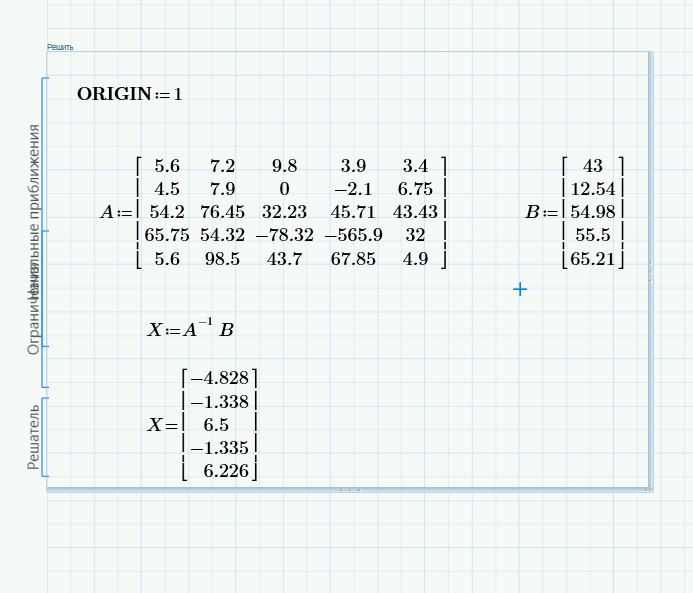 Решить
ORIGIN:=1
A:=[5.6 7.2 9.8 3.9 3.4
4.5 7.9 0 −2.1 6.75
54.2 76.45 32.23 45.71 43.43
65.75 54.32 −78.32 −565.9 32
5.6 98.5 43.7 67.85 4.9]
B:=[43
12.54
54.98
55.5
65.21]
X:=A⁻¹ B
X=[−4.828
−1.338
6.5
−1.335
6.226]
Начальные приближения
Ограничения
Решатель